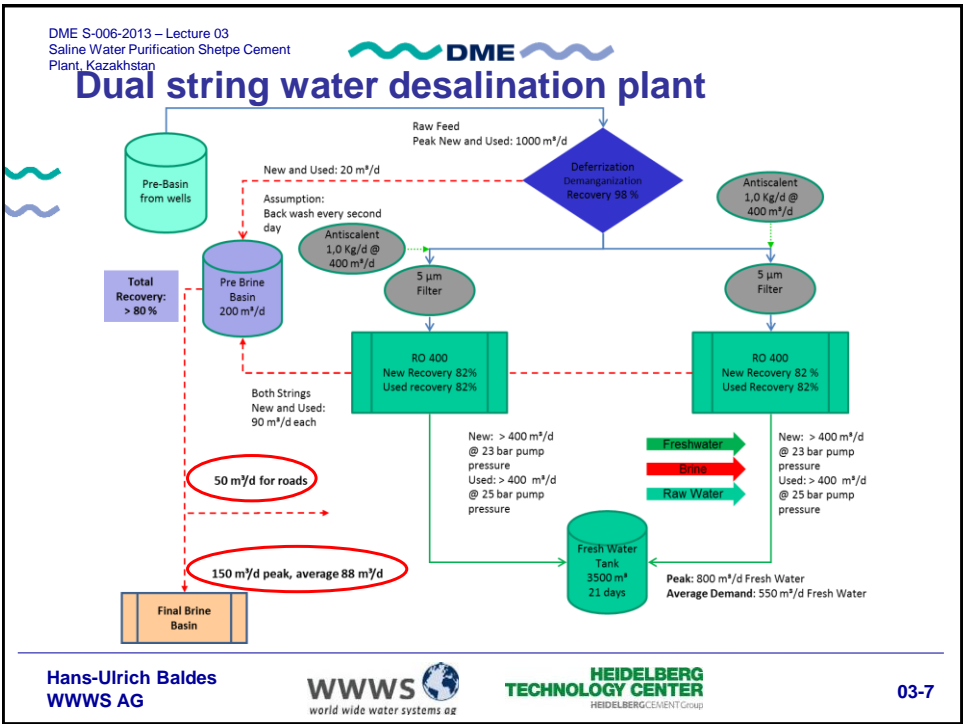 DME S-006-2013 – Lecture 03
Saline Water Purification Shetpe Cement
Plant, Kazakhstan
DME
Dual string water desalination plant
Raw Feed
Peak New and Used: 1000 m³/d
Pre-Basin
from wells
New and Used: 20 m³/d
Deferrization
Demanganization
Recovery 98 %
Antiscalent
1,0 Kg/d @
400 m³/d
Assumption:
Back wash every second
day
Antiscalent
1,0 Kg/d @
400 m³/d
Total
Recovery:
> 80 %
Pre Brine
Basin
200 m³/d
5 µm
Filter
5 µm
Filter
RO 400
New Recovery 82%
Used recovery 82%
RO 400
New Recovery 82 %
Used Recovery 82%
Both Strings
New and Used:
90 m³/d each
New: > 400 m³/d
@ 23 bar pump
pressure
Used: > 400 m³/d
@ 25 bar pump
pressure
Freshwater
Brine
Raw Water
New: > 400 m³/d
@ 23 bar pump
pressure
Used: > 400 m³/d
@ 25 bar pump
pressure
50 m³/d for roads
150 m³/d peak, average 88 m³/d
Fresh Water
Tank
3500 m³
21 days
Peak: 800 m³/d Fresh Water
Average Demand: 550 m³/d Fresh Water
Final Brine
Basin
Hans-Ulrich Baldes
WWWS AG
WWWS
world wide water systems ag
HEIDELBERG
TECHNOLOGY CENTER
HEIDELBERGCEMENT Group
03-7